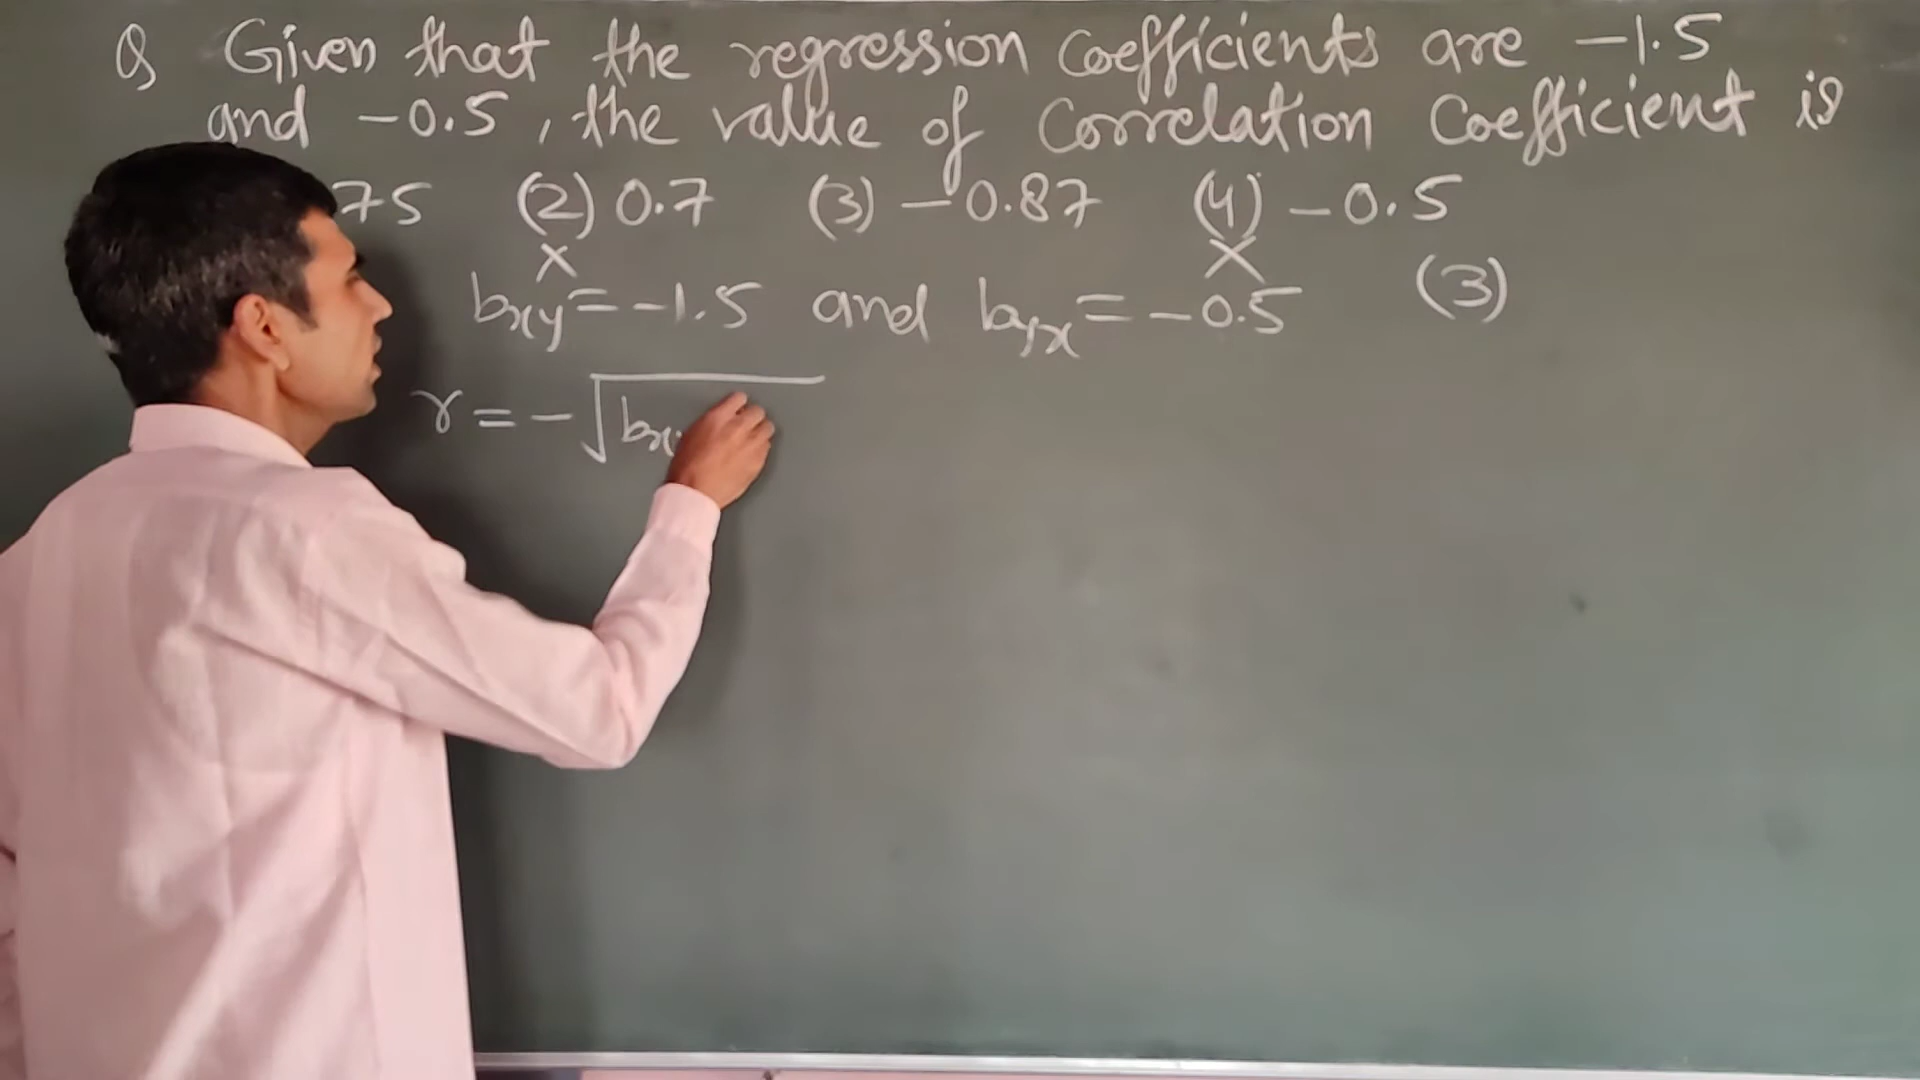 Q Given that the regression coefficients are -1.5
and -0.5, the value of Correlation Coefficient is
75 (2) 0.7 (3) -0.87 (4) -0.5
× ×
bxy = -1.5 and byx = -0.5 (3)
r = -√bx